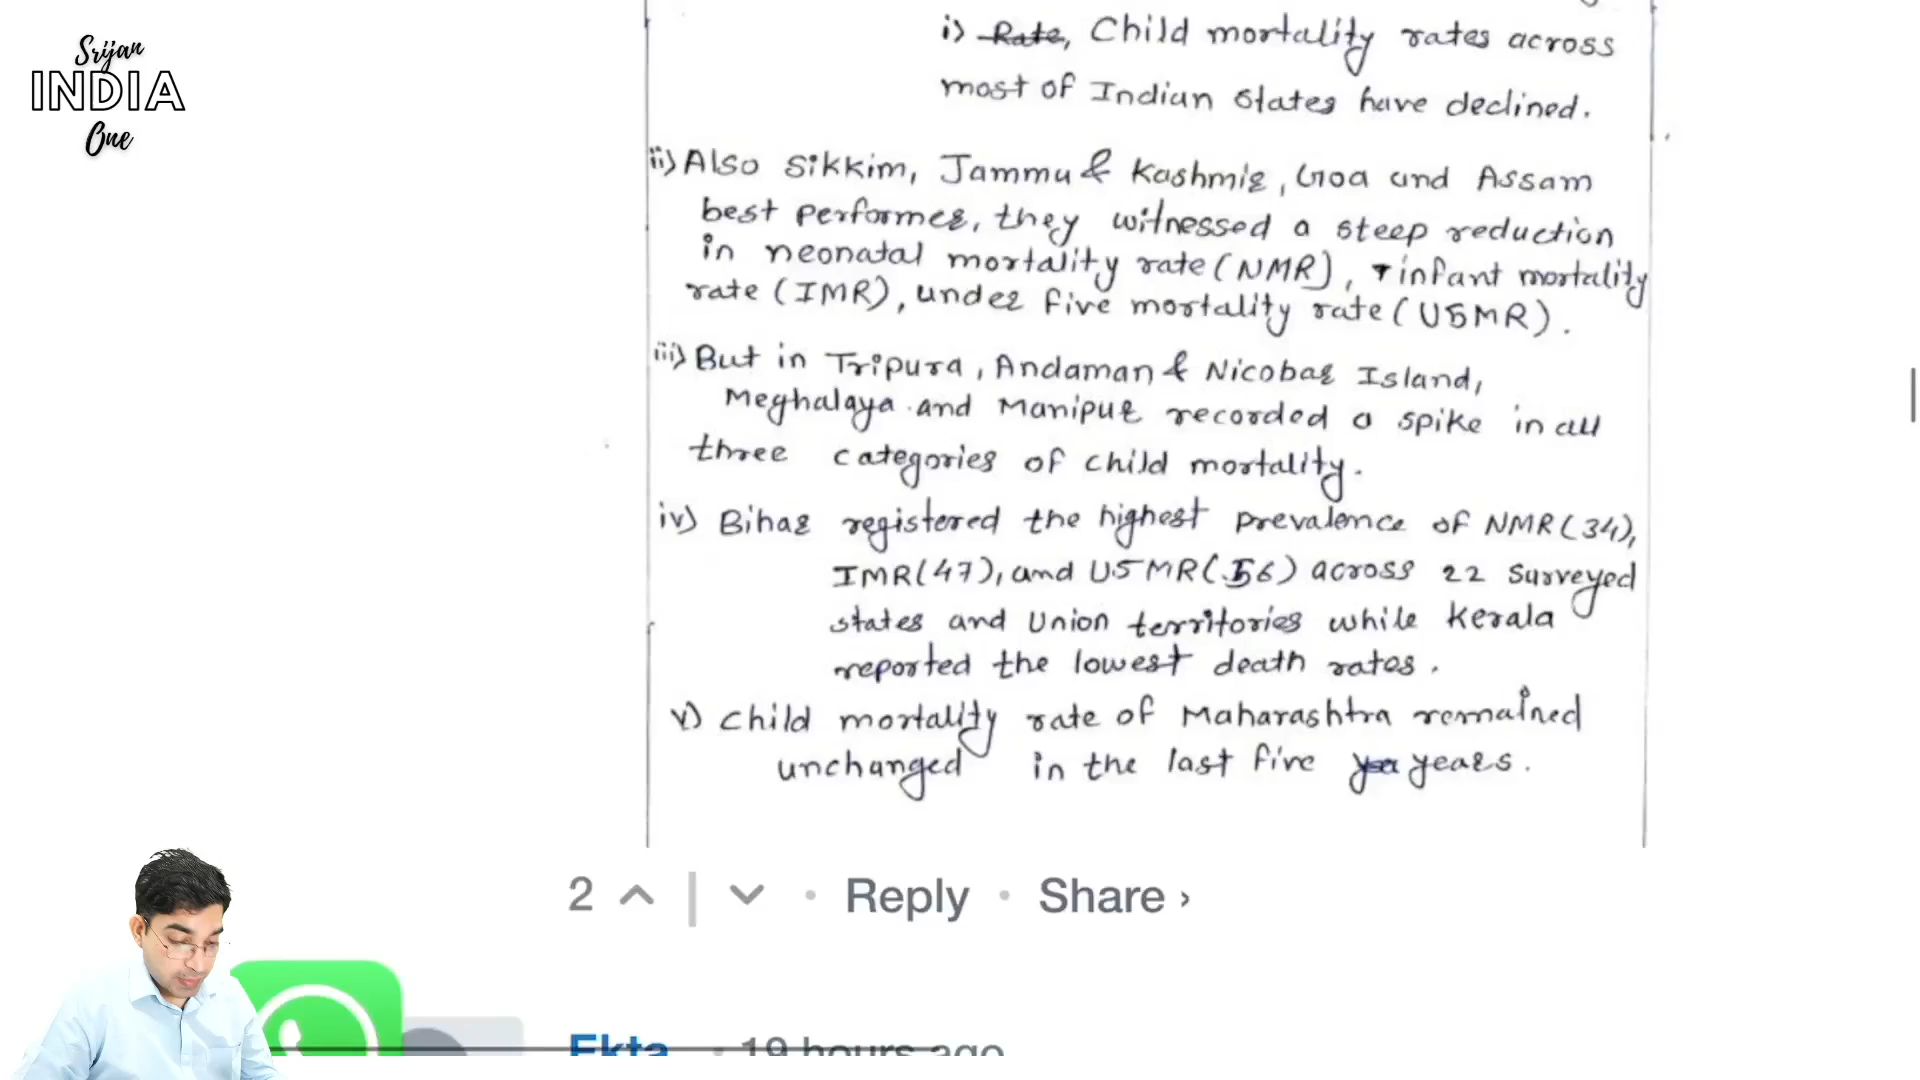 Srijan
INDIA
One
i) Rate, Child mortality rates across
most of Indian States have declined.
ii) Also Sikkim, Jammu & Kashmir, Goa and Assam
best performer, they witnessed a steep reduction
in neonatal mortality rate (NMR), infant mortality
rate (IMR), under five mortality rate (U5MR).
iii) But in Tripura, Andaman & Nicobar Island,
Meghalaya and Manipur recorded a spike in all
three categories of child mortality.
iv) Bihar registered the highest prevalence of NMR (34),
IMR (47), and U5MR (56) across 22 surveyed
states and Union territories while Kerala
reported the lowest death rates.
v) Child mortality rate of Maharashtra remained
unchanged in the last five years.
2 Reply · Share ›
Ekta · 19 hours ago